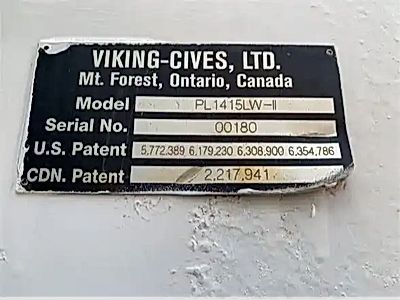 VIKING-CIVES, LTD.
Mt. Forest, Ontario, Canada
Model PL1415LW-II
Serial No. 00180
U.S. Patent 5,772,389 6,179,230 6,308,900 6,354,786
CDN. Patent 2,217,941